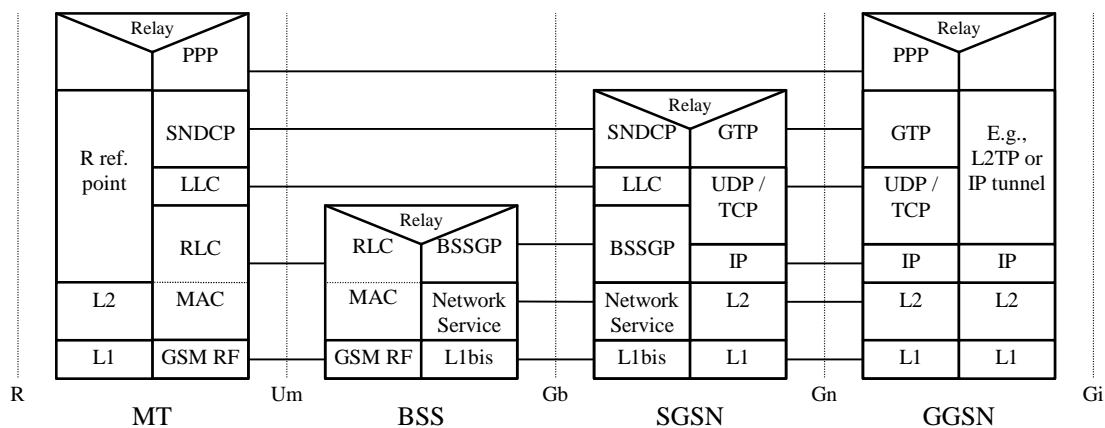 Relay
PPP
R ref.
point
SNDCP
LLC
RLC
L2
MAC
L1
GSM RF
Relay
RLC
BSSGP
MAC
Network
Service
GSM RF
L1bis
Relay
SNDCP
GTP
LLC
UDP /
TCP
BSSGP
IP
Network
Service
L2
L1bis
L1
Relay
PPP
GTP
E.g.,
L2TP or
IP tunnel
UDP /
TCP
IP
IP
L2
L2
L1
L1
R
Um
Gb
Gn
Gi
MT
BSS
SGSN
GGSN